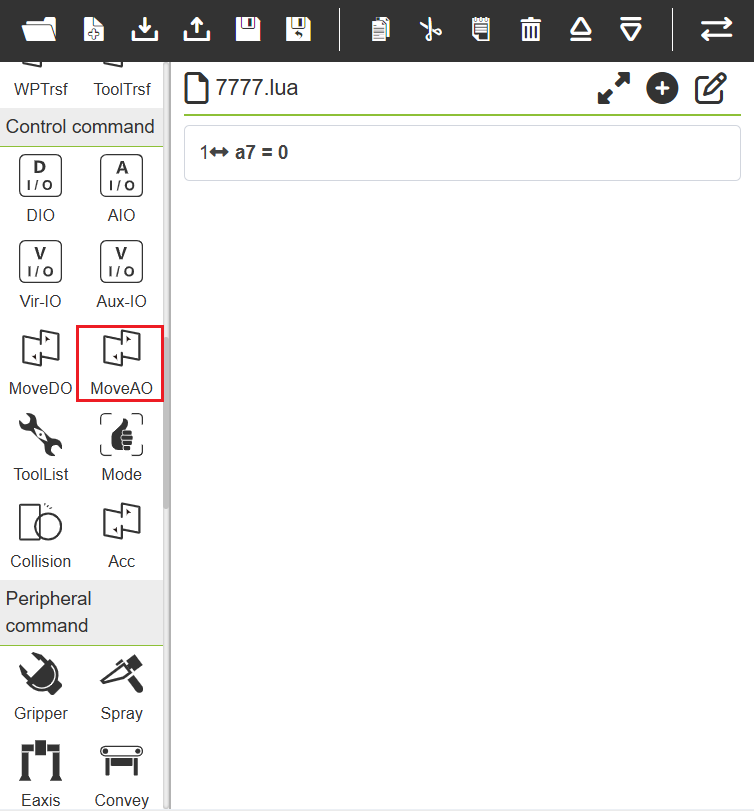 7777.lua
1 a7 = 0
WPTrsf ToolTrsf
Control command
D
I / O
A
I / O
DIO AIO
V
I / O
V
I / O
Vir-IO Aux-IO
MoveDO MoveAO
ToolList Mode
Collision Acc
Peripheral
command
Gripper Spray
Eaxis Convey